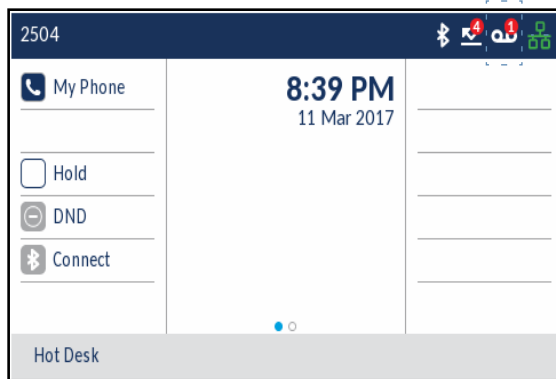 2504
4
1
My Phone
8:39 PM
11 Mar 2017
Hold
DND
Connect
Hot Desk